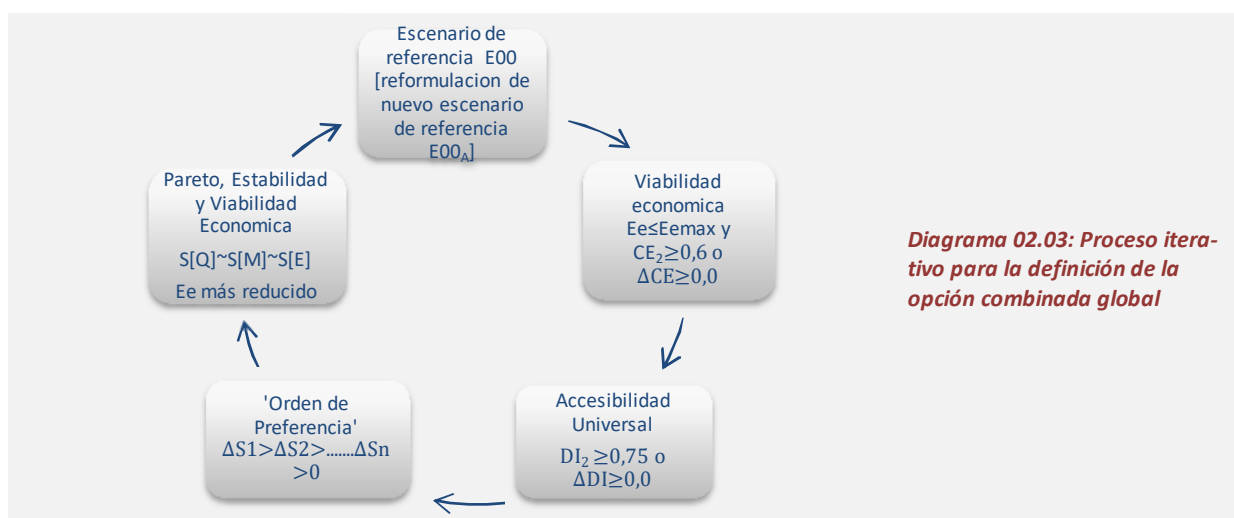 Escenario de
referencia E00
[reformulacion de
nuevo escenario
de referencia
E00A]
Viabilidad
economica
Ee≤Eemax y
CE2≥0,6 o
ΔCE≥0,0
Accesibilidad
Universal
DI2 ≥0,75 o
ΔDI≥0,0
'Orden de
Preferencia'
ΔS1>ΔS2>.......ΔSn
>0
Pareto, Estabilidad
y Viabilidad
Economica
S[Q]~S[M]~S[E]
Ee más reducido
Diagrama 02.03: Proceso itera-
tivo para la definición de la
opción combinada global